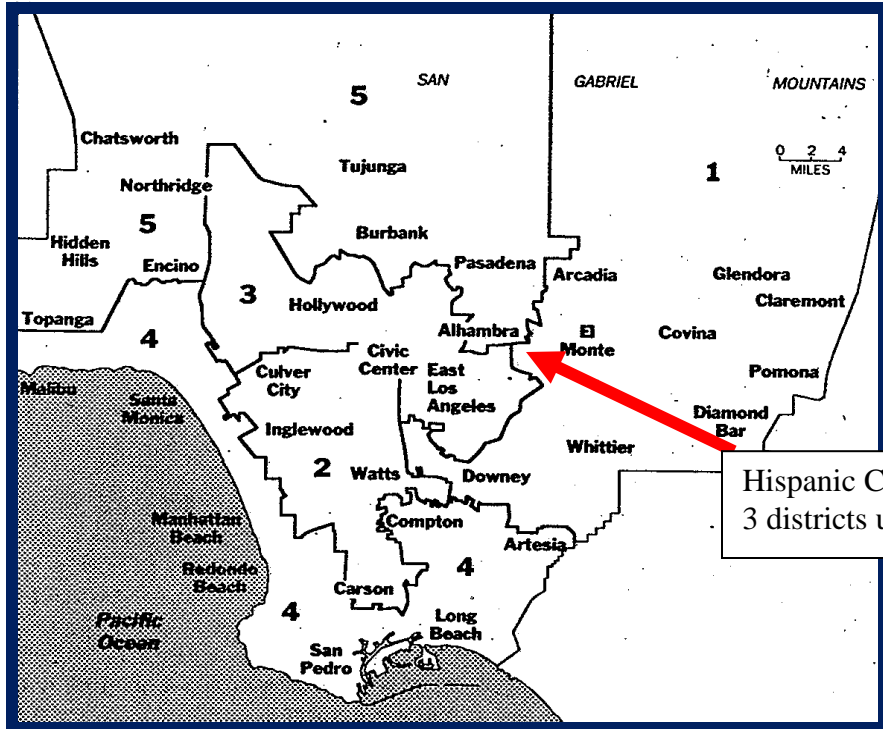 5
SAN
GABRIEL
MOUNTAINS
Chatsworth
Tujunga
0 2 4
MILES
1
Northridge
5
Burbank
Hidden
Hills
Encino
Pasadena
Arcadia
Glendora
3
Hollywood
Claremont
Topanga
4
Alhambra
El
Monte
Covina
Civic
Center
Culver
City
East
Los
Angeles
Pomona
Malibu
Santa
Monica
Diamond
Bar
Inglewood
Whittier
2
Watts
Downey
Hispanic C
3 districts u
Manhattan
Beach
Compton
Artesia
Redondo
Beach
4
Carson
4
Long
Beach
Pacific
Ocean
San
Pedro